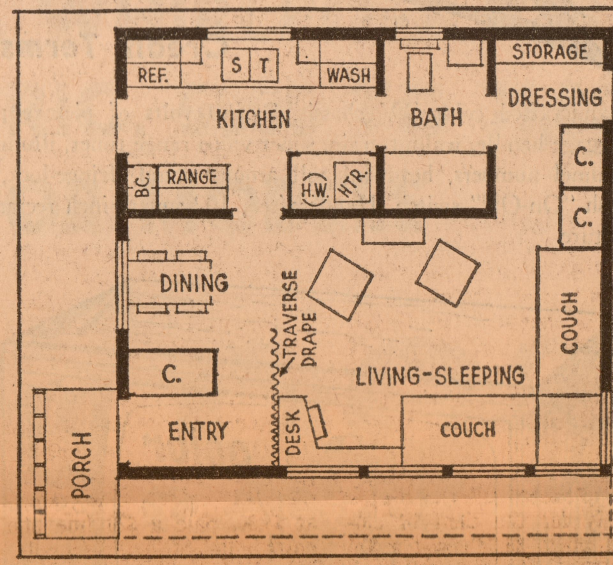 STORAGE
REF.
S T
WASH
DRESSING
KITCHEN
BATH
C.
BC.
RANGE
H.W.
HTR.
C.
DINING
TRAVERSE
DRAPE
COUCH
C.
LIVING-SLEEPING
ENTRY
DESK
COUCH
PORCH